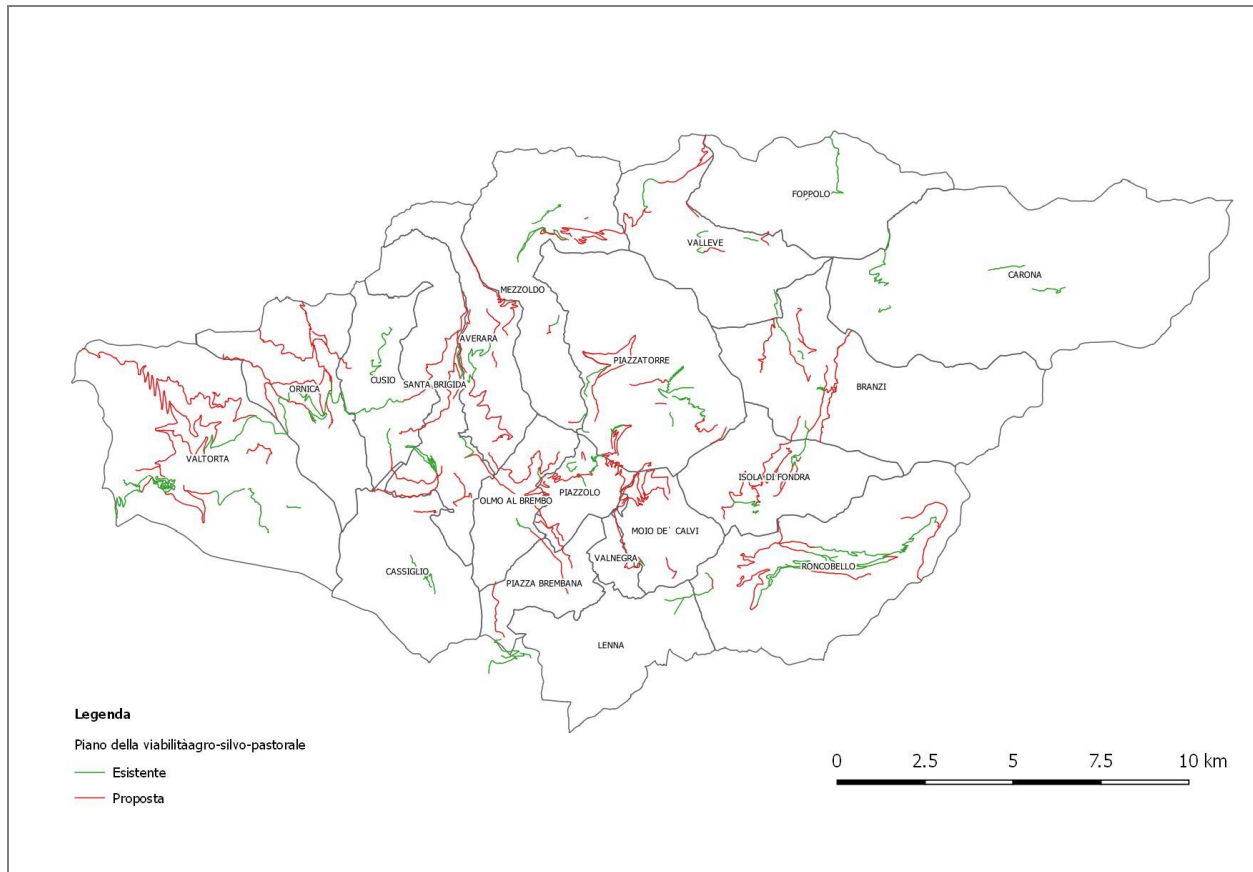 FOPPOLO
VALLEVE
CARONA
MEZZOLDO
AVERARA
PIAZZATORRE
CUSIO
SANTA BRIGIDA
ORNICA
BRANZI
VALTORTA
ISOLA DI FONDRA
OLMO AL BREMBO
PIAZZOLO
MOIO DE` CALVI
VALNEGRA
RONCOBELLO
CASSIGLIO
PIAZZA BREMBANA
LENNA
Legenda
Piano della viabilitàagro-silvo-pastorale
Esistente
Proposta
0 2.5 5 7.5 10 km